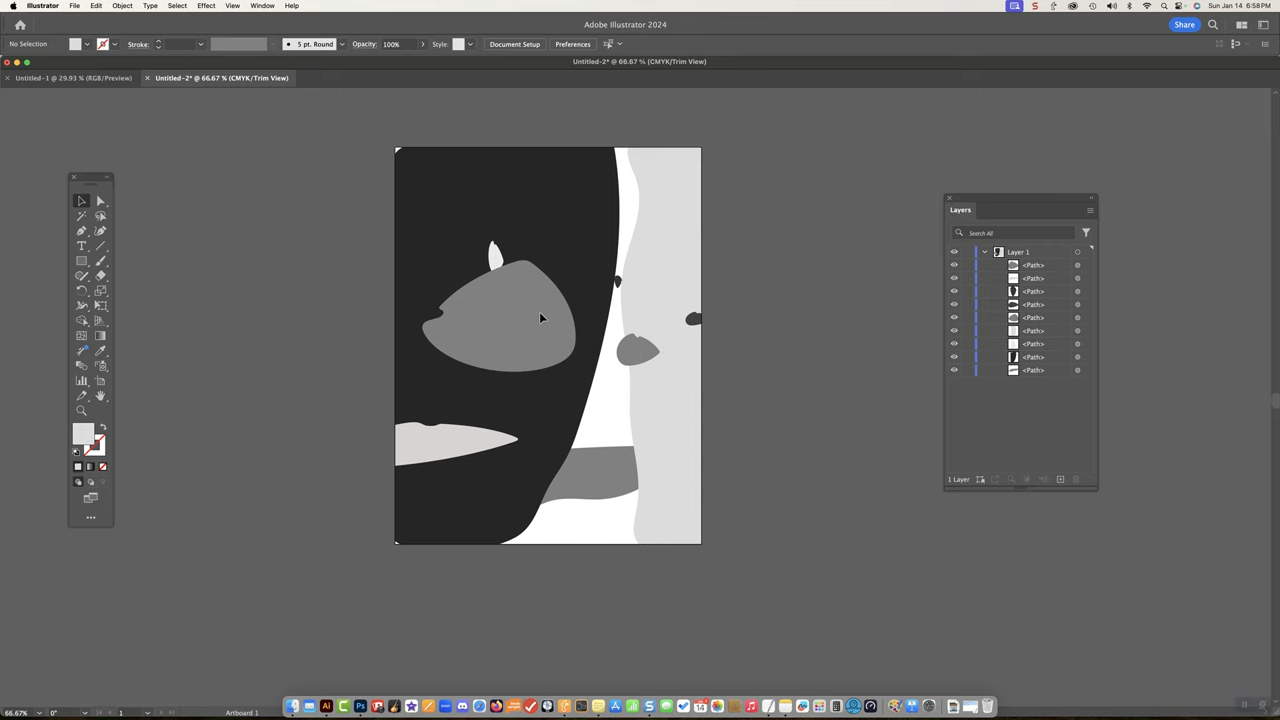 Illustrator File Edit Object Type Select Effect View Window Help
Sun Jan 14 6:58 PM
Adobe Illustrator 2024
Share
No Selection Stroke: 5 pt. Round Opacity: 100% Style: Document Setup Preferences
Untitled-2* @ 66.67 % (CMYK/Trim View)
Untitled-1 @ 29.93 % (RGB/Preview) Untitled-2* @ 66.67 % (CMYK/Trim View)
Layers
Search All
Layer 1
<Path>
<Path>
<Path>
<Path>
<Path>
<Path>
<Path>
<Path>
<Path>
1 Layer
66.67% 0° 1 Artboard 1